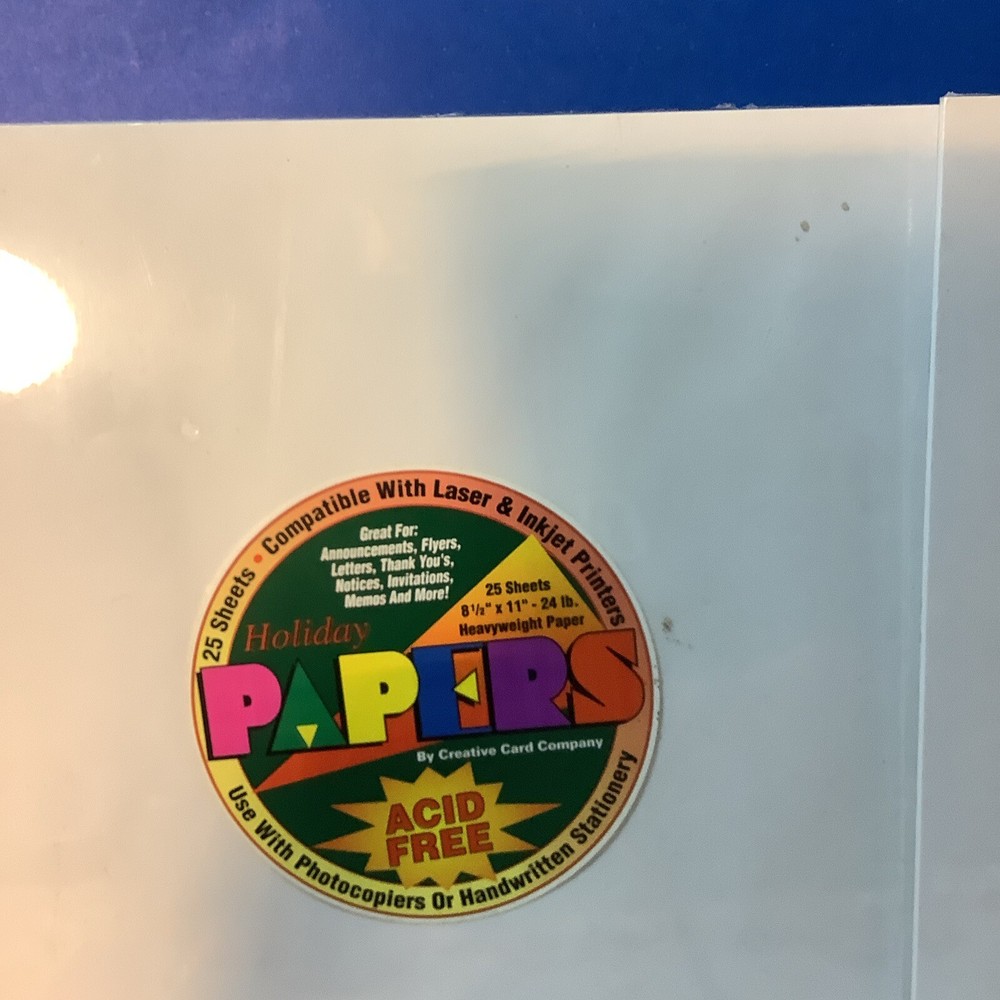 25 Sheets • Compatible With Laser & Inkjet Printers
Great For:
Announcements, Flyers,
Letters, Thank You's,
Notices, Invitations,
Memos And More!
25 Sheets
8 1/2" x 11" - 24 lb.
Heavyweight Paper
Holiday
PAPERS
By Creative Card Company
ACID
FREE
Use With Photocopiers Or Handwritten Stationery